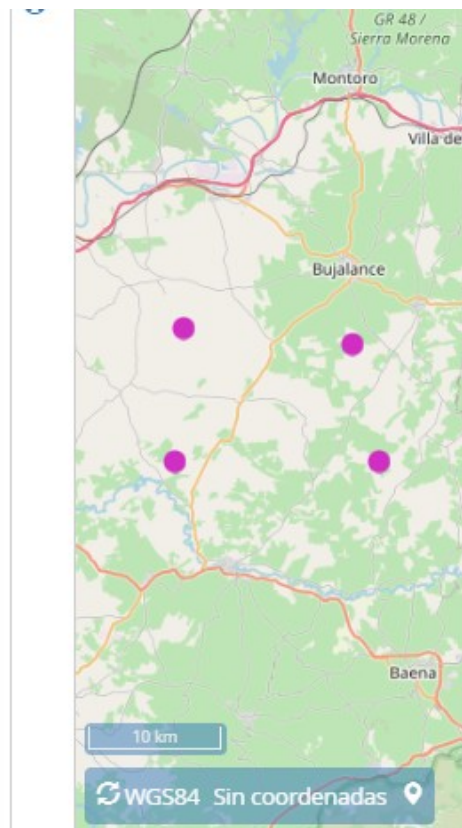 GR 48 /
Sierra Morena
Montoro
Villa de
Bujalance
Baena
10 km
WGS84 Sin coordenadas